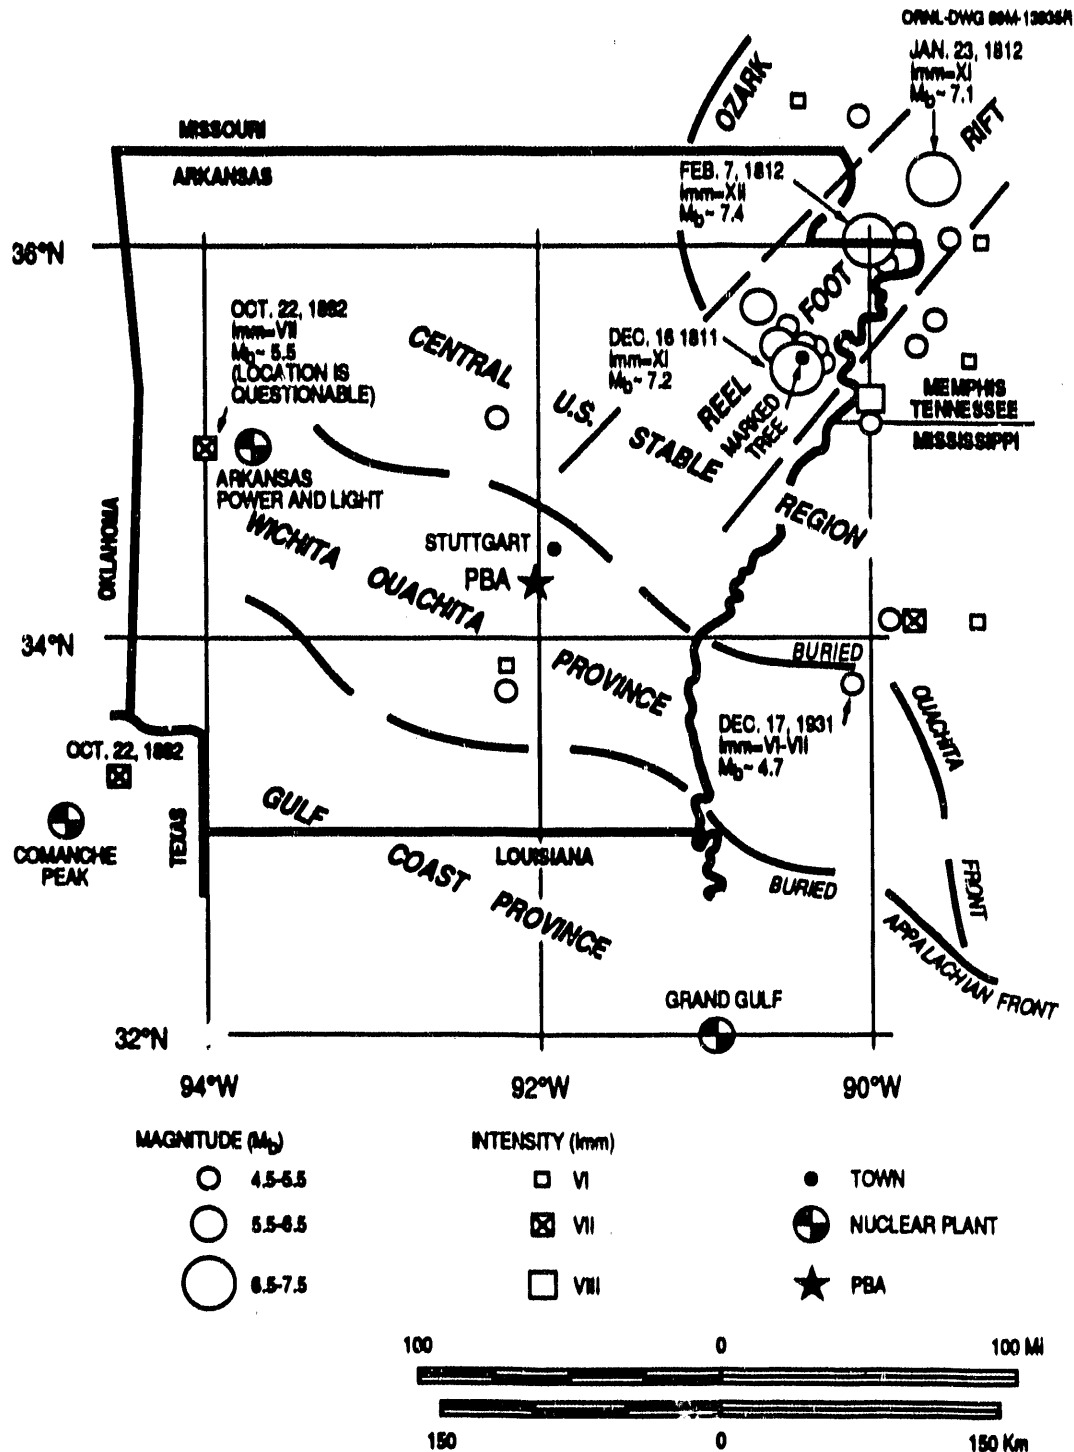 JAN. 23, 1812
Imm=XI
Mb~ 7.1
OZARK
RIFT
MISSOURI
ARKANSAS
FEB. 7, 1812
Imm=XII
Mb~ 7.4
36°N
OCT. 22, 1882
Imm=VII
Mb~ 5.5
(LOCATION IS
QUESTIONABLE)
CENTRAL
U.S.
STABLE
REGION
DEC. 16 1811
Imm=XI
Mb~ 7.2
REEL
FOOT
MARKED
TREE
MEMPHIS
TENNESSEE
MISSISSIPPI
ARKANSAS
POWER AND LIGHT
OKLAHOMA
WICHITA
OUACHITA
PROVINCE
STUTTGART
PBA
34°N
BURIED
DEC. 17, 1931
Imm=VI-VII
Mb~ 4.7
OUACHITA
FRONT
OCT. 22, 1882
TEXAS
COMANCHE
PEAK
GULF
COAST
PROVINCE
LOUISIANA
BURIED
APPALACHIAN FRONT
GRAND GULF
32°N
94°W
92°W
90°W
MAGNITUDE (Mb)
4.5-5.5
5.5-6.5
6.5-7.5
INTENSITY (Imm)
VI
VII
VIII
TOWN
NUCLEAR PLANT
PBA
100
0
100 Mi
150
0
150 Km